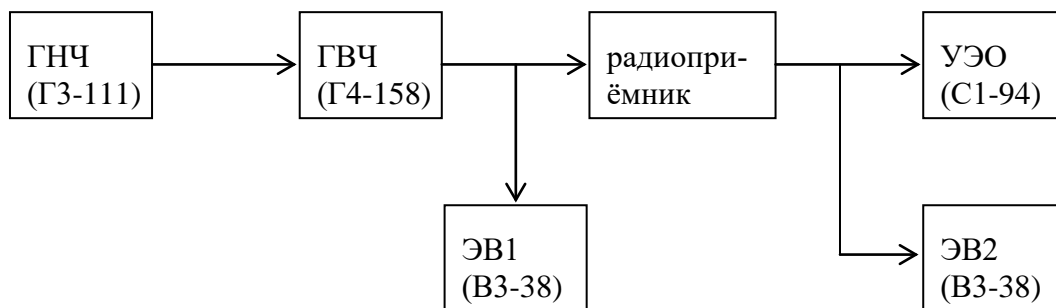 ГНЧ
(Г3-111)
ГВЧ
(Г4-158)
радиопри-
ёмник
УЭО
(С1-94)
ЭВ1
(В3-38)
ЭВ2
(В3-38)